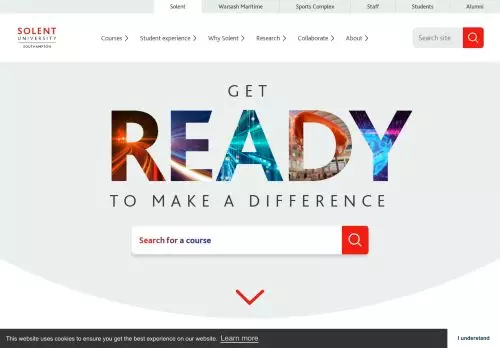 Solent Warsash Maritime Sports Complex Staff Students Alumni
SOLENT
UNIVERSITY
SOUTHAMPTON
Courses Student experience Why Solent Research Collaborate About
Search site
GET
READY
TO MAKE A DIFFERENCE
Search for a course
This website uses cookies to ensure you get the best experience on our website. Learn more
I understand